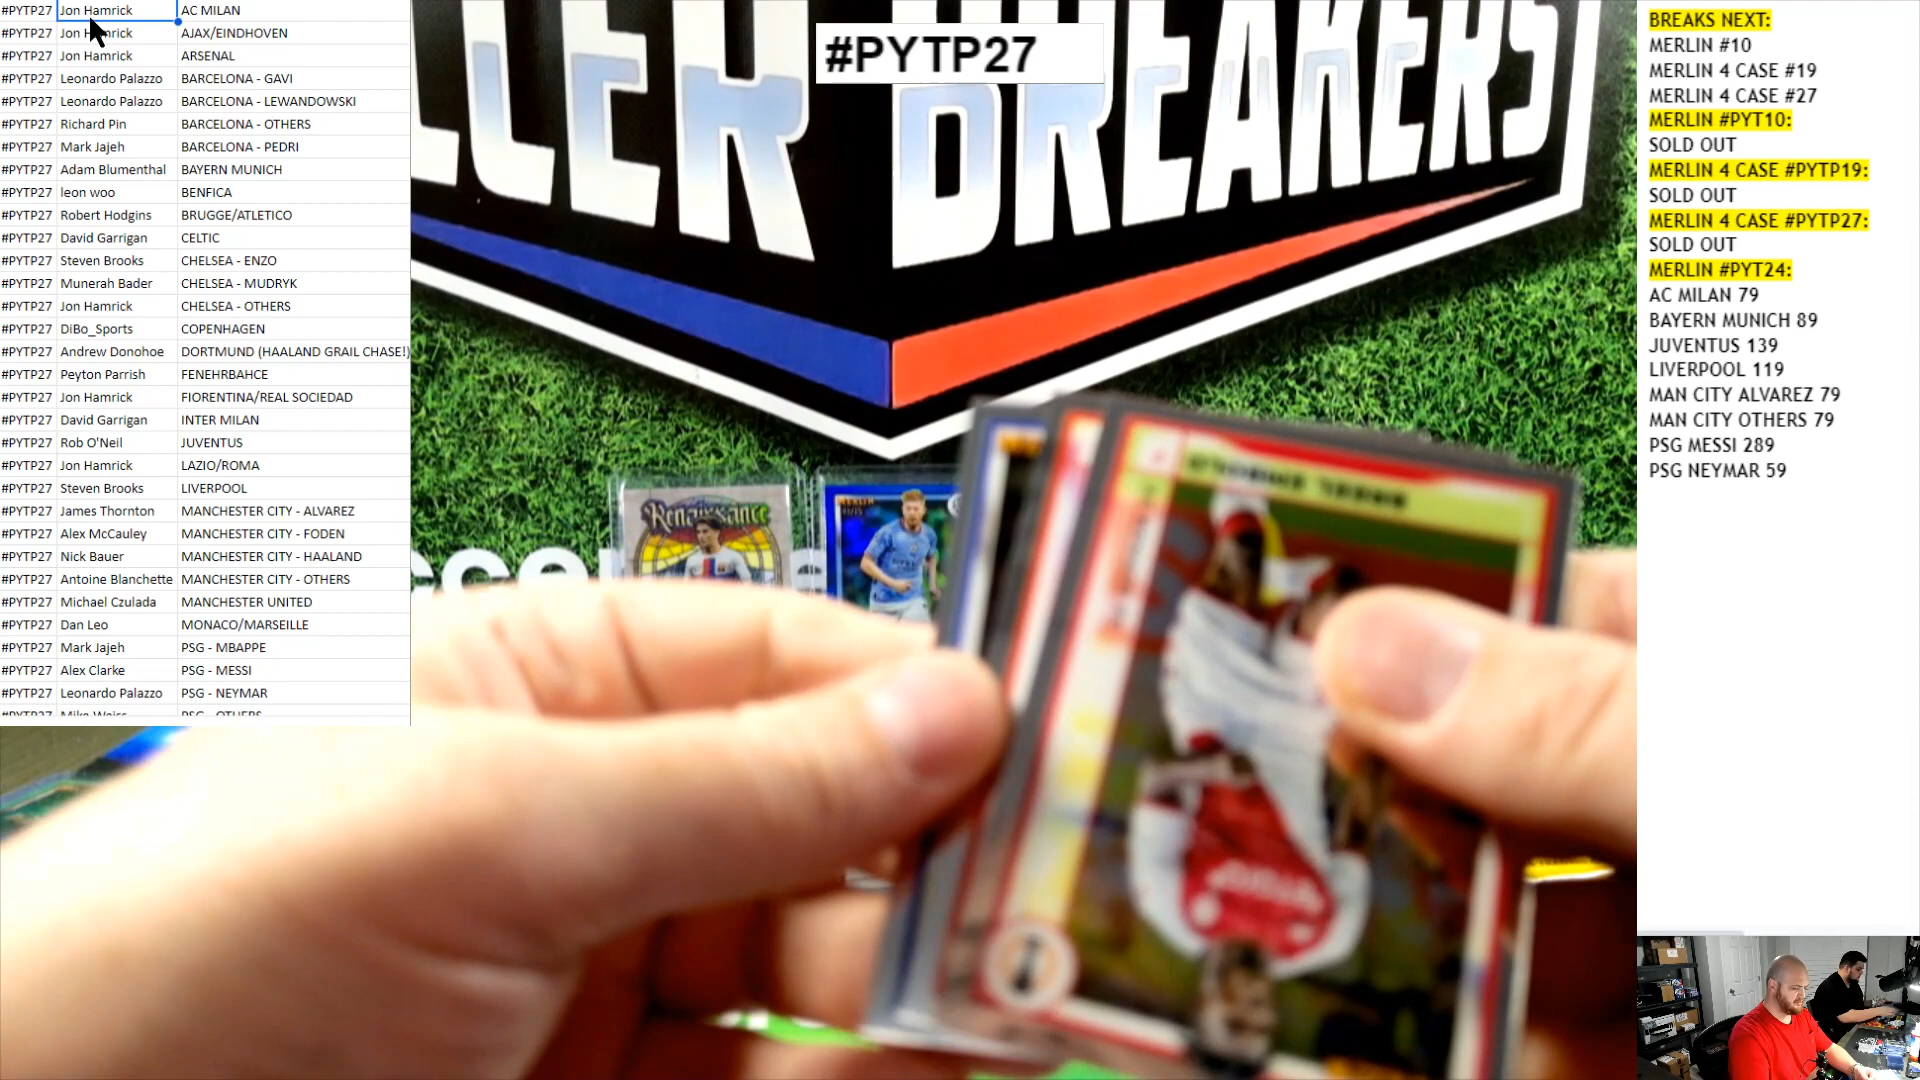 #PYTP27 Jon Hamrick AC MILAN
#PYTP27 Jon Hamrick AJAX/EINDHOVEN
#PYTP27 Jon Hamrick ARSENAL
#PYTP27 Leonardo Palazzo BARCELONA - GAVI
#PYTP27 Leonardo Palazzo BARCELONA - LEWANDOWSKI
#PYTP27 Richard Pin BARCELONA - OTHERS
#PYTP27 Mark Jajeh BARCELONA - PEDRI
#PYTP27 Adam Blumenthal BAYERN MUNICH
#PYTP27 leon woo BENFICA
#PYTP27 Robert Hodgins BRUGGE/ATLETICO
#PYTP27 David Garrigan CELTIC
#PYTP27 Steven Brooks CHELSEA - ENZO
#PYTP27 Munerah Bader CHELSEA - MUDRYK
#PYTP27 Jon Hamrick CHELSEA - OTHERS
#PYTP27 DiBo_Sports COPENHAGEN
#PYTP27 Andrew Donohoe DORTMUND (HAALAND GRAIL CHASE!)
#PYTP27 Peyton Parrish FENEHRBAHCE
#PYTP27 Jon Hamrick FIORENTINA/REAL SOCIEDAD
#PYTP27 David Garrigan INTER MILAN
#PYTP27 Rob O'Neil JUVENTUS
#PYTP27 Jon Hamrick LAZIO/ROMA
#PYTP27 Steven Brooks LIVERPOOL
#PYTP27 James Thornton MANCHESTER CITY - ALVAREZ
#PYTP27 Alex McCauley MANCHESTER CITY - FODEN
#PYTP27 Nick Bauer MANCHESTER CITY - HAALAND
#PYTP27 Antoine Blanchette MANCHESTER CITY - OTHERS
#PYTP27 Michael Czulada MANCHESTER UNITED
#PYTP27 Dan Leo MONACO/MARSEILLE
#PYTP27 Mark Jajeh PSG - MBAPPE
#PYTP27 Alex Clarke PSG - MESSI
#PYTP27 Leonardo Palazzo PSG - NEYMAR
#PYTP27 Mike Weiss PSG - OTHERS
#PYTP27
CCER BREAKERS
Renaissance
BREAKS NEXT:
MERLIN #10
MERLIN 4 CASE #19
MERLIN 4 CASE #27
MERLIN #PYT10:
SOLD OUT
MERLIN 4 CASE #PYTP19:
SOLD OUT
MERLIN 4 CASE #PYTP27:
SOLD OUT
MERLIN #PYT24:
AC MILAN 79
BAYERN MUNICH 89
JUVENTUS 139
LIVERPOOL 119
MAN CITY ALVAREZ 79
MAN CITY OTHERS 79
PSG MESSI 289
PSG NEYMAR 59